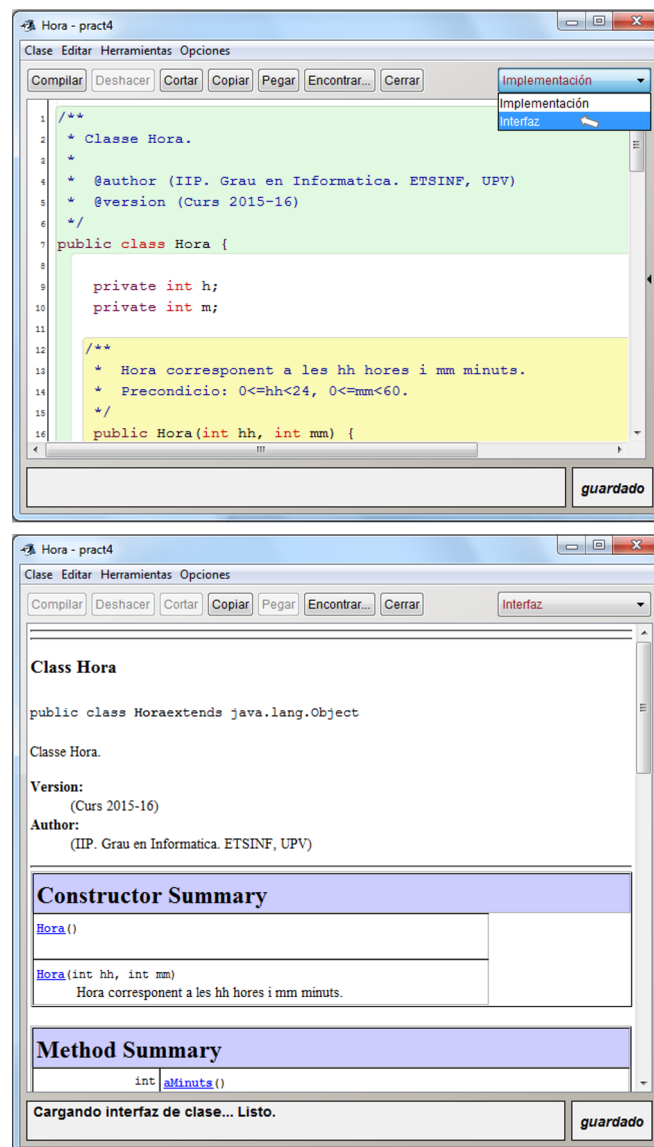 Hora - pract4
Clase Editar Herramientas Opciones
Compilar Deshacer Cortar Copiar Pegar Encontrar... Cerrar Implementación
Implementación
Interfaz
1 /**
2 * Classe Hora.
3 *
4 * @author (IIP. Grau en Informatica. ETSINF, UPV)
5 * @version (Curs 2015-16)
6 */
7 public class Hora {
8
9 private int h;
10 private int m;
11
12 /**
13 * Hora corresponent a les hh hores i mm minuts.
14 * Precondicio: 0<=hh<24, 0<=mm<60.
15 */
16 public Hora(int hh, int mm) {
guardado
Hora - pract4
Clase Editar Herramientas Opciones
Compilar Deshacer Cortar Copiar Pegar Encontrar... Cerrar Interfaz
Class Hora
public class Horaextends java.lang.Object
Classe Hora.
Version:
(Curs 2015-16)
Author:
(IIP. Grau en Informatica. ETSINF, UPV)
Constructor Summary
Hora()
Hora(int hh, int mm)
Hora corresponent a les hh hores i mm minuts.
Method Summary
int aMinuts()
Cargando interfaz de clase... Listo.
guardado